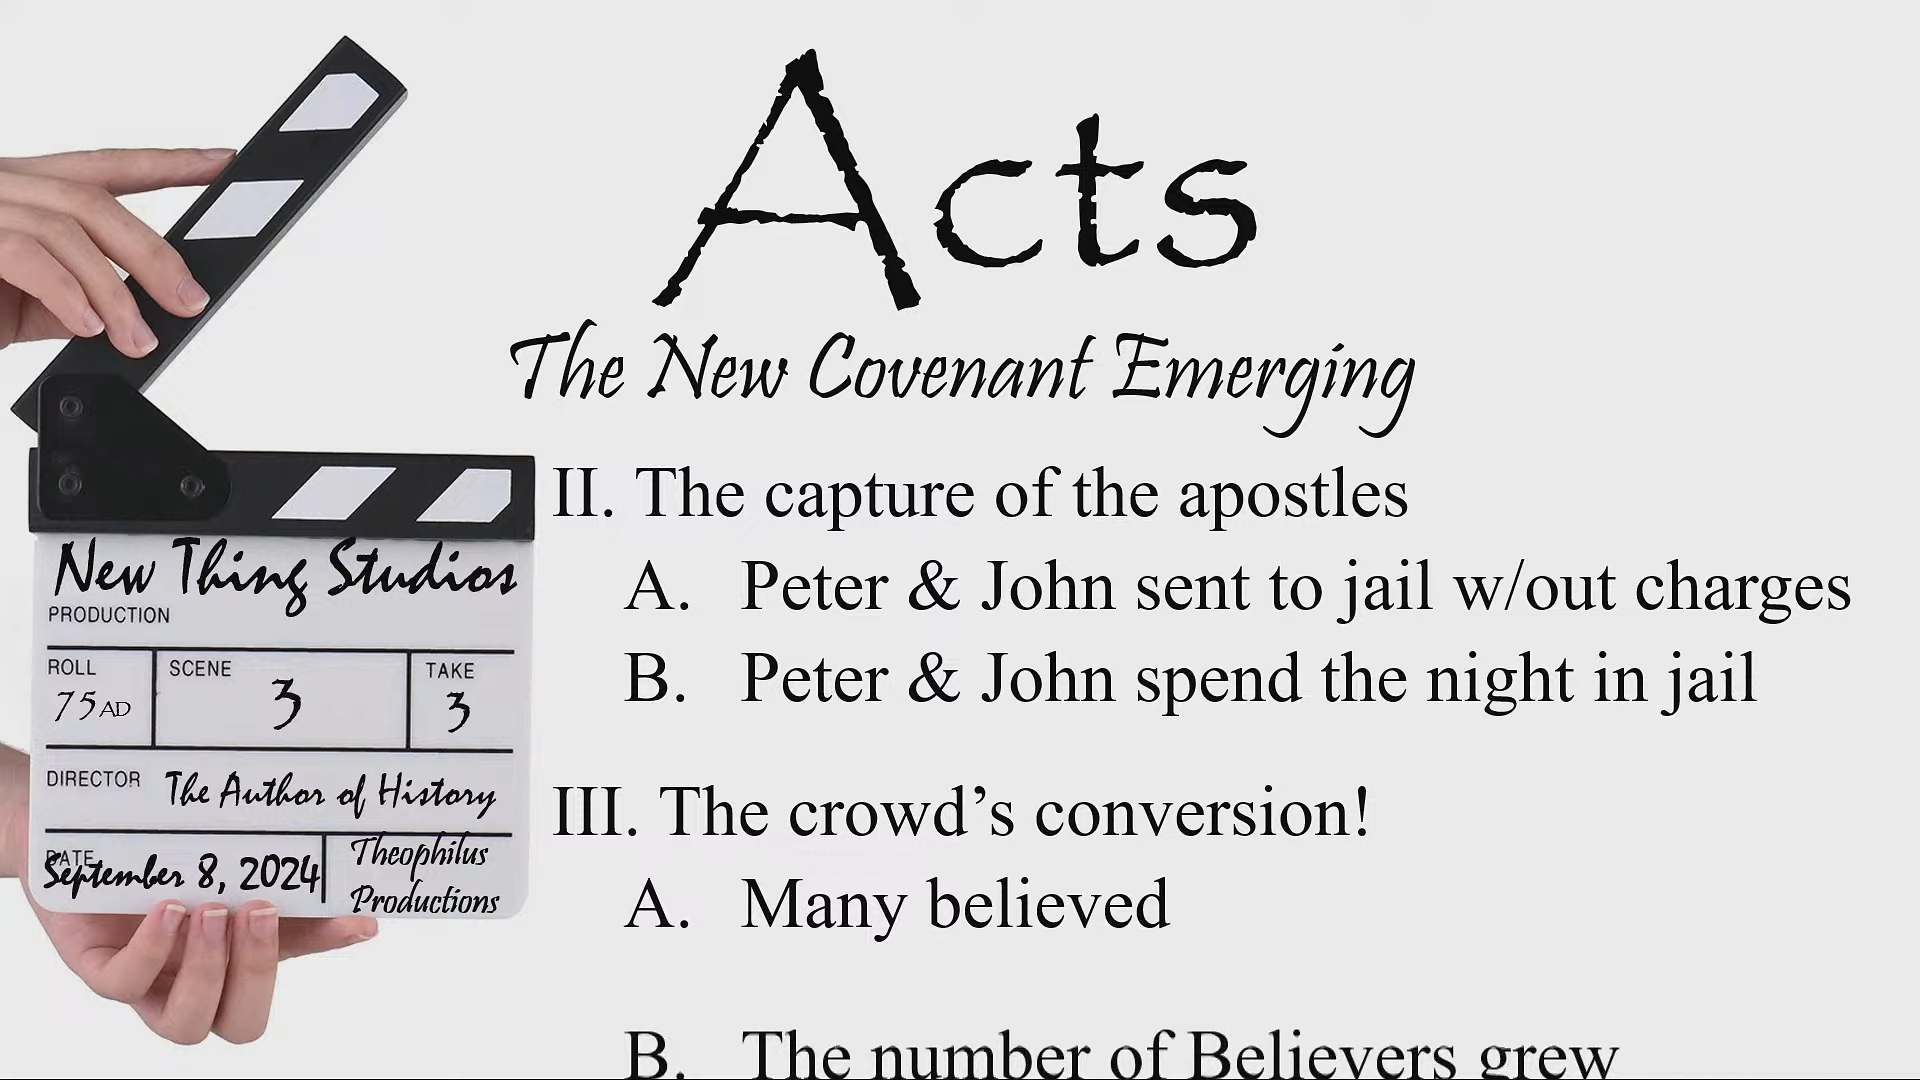 Acts
The New Covenant Emerging
II. The capture of the apostles
A. Peter & John sent to jail w/out charges
B. Peter & John spend the night in jail
III. The crowd’s conversion!
A. Many believed
B. The number of Believers grew
New Thing Studios
PRODUCTION
ROLL SCENE TAKE
75 AD 3 3
DIRECTOR The Author of History
DATE
September 8, 2024
Theophilus
Productions